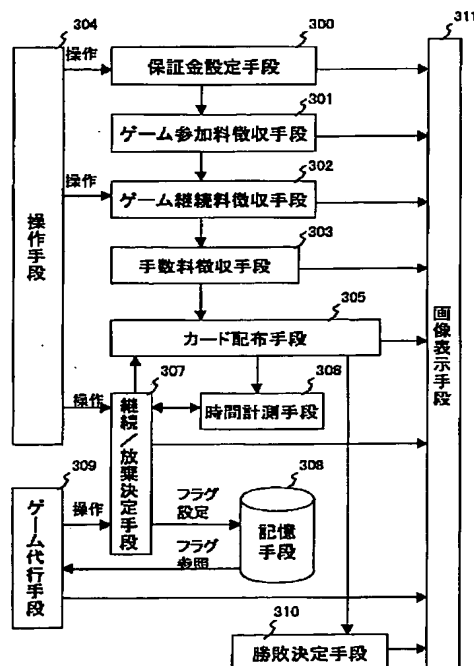 304
操作
300
保証金設定手段
311
301
ゲーム参加料徴収手段
操作
302
ゲーム継続料徴収手段
303
手数料徴収手段
305
カード配布手段
操作手段
画像表示手段
操作
307
継続/放棄決定手段
306
時間計測手段
309
ゲーム代行手段
操作
フラグ
設定
フラグ
参照
308
記憶
手段
310
勝敗決定手段